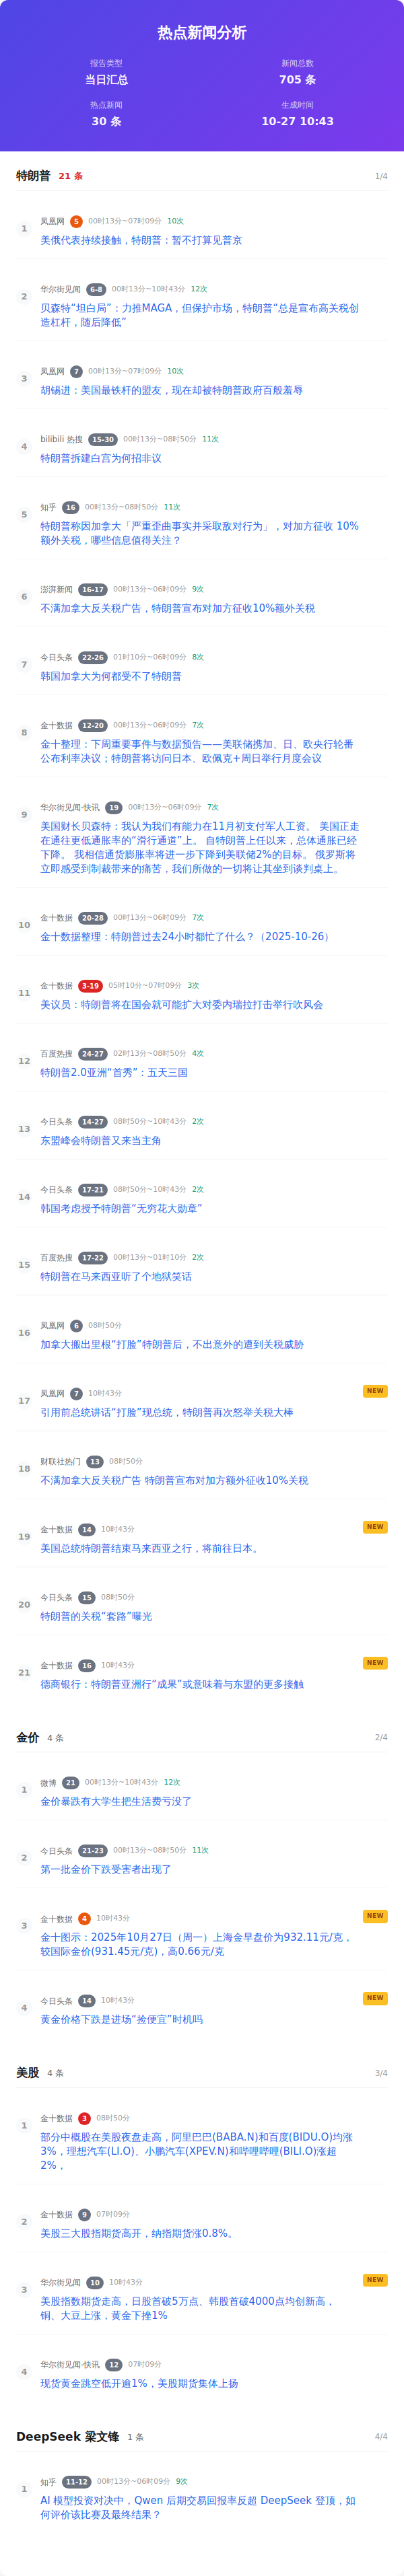 热点新闻分析
报告类型
当日汇总
新闻总数
705 条
热点新闻
30 条
生成时间
10-27 10:43
特朗普 21 条 1/4
1
凤凰网 5 00时13分~07时09分 10次
美俄代表持续接触，特朗普：暂不打算见普京
2
华尔街见闻 6-8 00时13分~10时43分 12次
贝森特“坦白局”：力推MAGA，但保护市场，特朗普“总是宣布高关税创
造杠杆，随后降低”
3
凤凰网 7 00时13分~07时09分 10次
胡锡进：美国最铁杆的盟友，现在却被特朗普政府百般羞辱
4
bilibili 热搜 15-30 00时13分~08时50分 11次
特朗普拆建白宫为何招非议
5
知乎 16 00时13分~08时50分 11次
特朗普称因加拿大「严重歪曲事实并采取敌对行为」，对加方征收 10%
额外关税，哪些信息值得关注？
6
澎湃新闻 16-17 00时13分~06时09分 9次
不满加拿大反关税广告，特朗普宣布对加方征收10%额外关税
7
今日头条 22-26 01时10分~06时09分 8次
韩国加拿大为何都受不了特朗普
8
金十数据 12-20 00时13分~06时09分 7次
金十整理：下周重要事件与数据预告——美联储携加、日、欧央行轮番
公布利率决议；特朗普将访问日本、欧佩克+周日举行月度会议
9
华尔街见闻-快讯 19 00时13分~06时09分 7次
美国财长贝森特：我认为我们有能力在11月初支付军人工资。 美国正走
在通往更低通胀率的“滑行通道”上。 自特朗普上任以来，总体通胀已经
下降。 我相信通货膨胀率将进一步下降到美联储2%的目标。 俄罗斯将
立即感受到制裁带来的痛苦，我们所做的一切将让其坐到谈判桌上。
10
金十数据 20-28 00时13分~06时09分 7次
金十数据整理：特朗普过去24小时都忙了什么？（2025-10-26）
11
金十数据 3-19 05时10分~07时09分 3次
美议员：特朗普将在国会就可能扩大对委内瑞拉打击举行吹风会
12
百度热搜 24-27 02时13分~08时50分 4次
特朗普2.0亚洲“首秀”：五天三国
13
今日头条 14-27 08时50分~10时43分 2次
东盟峰会特朗普又来当主角
14
今日头条 17-21 08时50分~10时43分 2次
韩国考虑授予特朗普“无穷花大勋章”
15
百度热搜 17-22 00时13分~01时10分 2次
特朗普在马来西亚听了个地狱笑话
16
凤凰网 6 08时50分
加拿大搬出里根“打脸”特朗普后，不出意外的遭到关税威胁
17
凤凰网 7 10时43分 NEW
引用前总统讲话“打脸”现总统，特朗普再次怒举关税大棒
18
财联社热门 13 08时50分
不满加拿大反关税广告 特朗普宣布对加方额外征收10%关税
19
金十数据 14 10时43分 NEW
美国总统特朗普结束马来西亚之行，将前往日本。
20
今日头条 15 08时50分
特朗普的关税“套路”曝光
21
金十数据 16 10时43分 NEW
德商银行：特朗普亚洲行“成果”或意味着与东盟的更多接触
金价 4 条 2/4
1
微博 21 00时13分~10时43分 12次
金价暴跌有大学生把生活费亏没了
2
今日头条 21-23 00时13分~08时50分 11次
第一批金价下跌受害者出现了
3
金十数据 4 10时43分 NEW
金十图示：2025年10月27日（周一）上海金早盘价为932.11元/克，
较国际金价(931.45元/克)，高0.66元/克
4
今日头条 14 10时43分 NEW
黄金价格下跌是进场“捡便宜”时机吗
美股 4 条 3/4
1
金十数据 3 08时50分
部分中概股在美股夜盘走高，阿里巴巴(BABA.N)和百度(BIDU.O)均涨
3%，理想汽车(LI.O)、小鹏汽车(XPEV.N)和哔哩哔哩(BILI.O)涨超
2%，
2
金十数据 9 07时09分
美股三大股指期货高开，纳指期货涨0.8%。
3
华尔街见闻 10 10时43分 NEW
美股指数期货走高，日股首破5万点、韩股首破4000点均创新高，
铜、大豆上涨，黄金下挫1%
4
华尔街见闻-快讯 12 07时09分
现货黄金跳空低开逾1%，美股期货集体上扬
DeepSeek 梁文锋 1 条 4/4
1
知乎 11-12 00时13分~06时09分 9次
AI 模型投资对决中，Qwen 后期交易回报率反超 DeepSeek 登顶，如
何评价该比赛及最终结果？